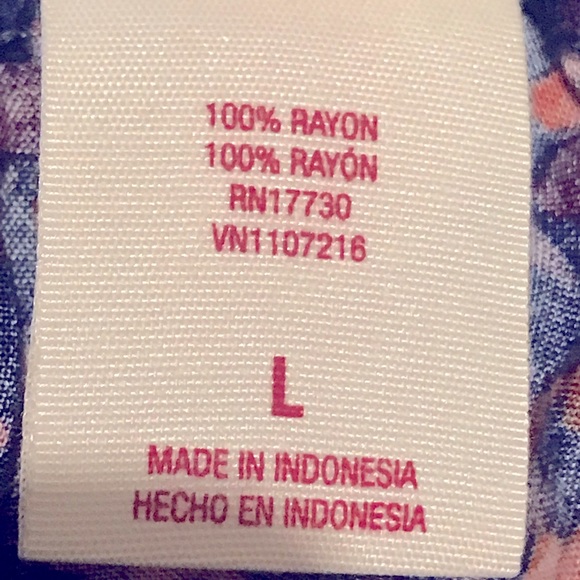 100% RAYON
100% RAYÓN
RN17730
VN1107216
L
MADE IN INDONESIA
HECHO EN INDONESIA